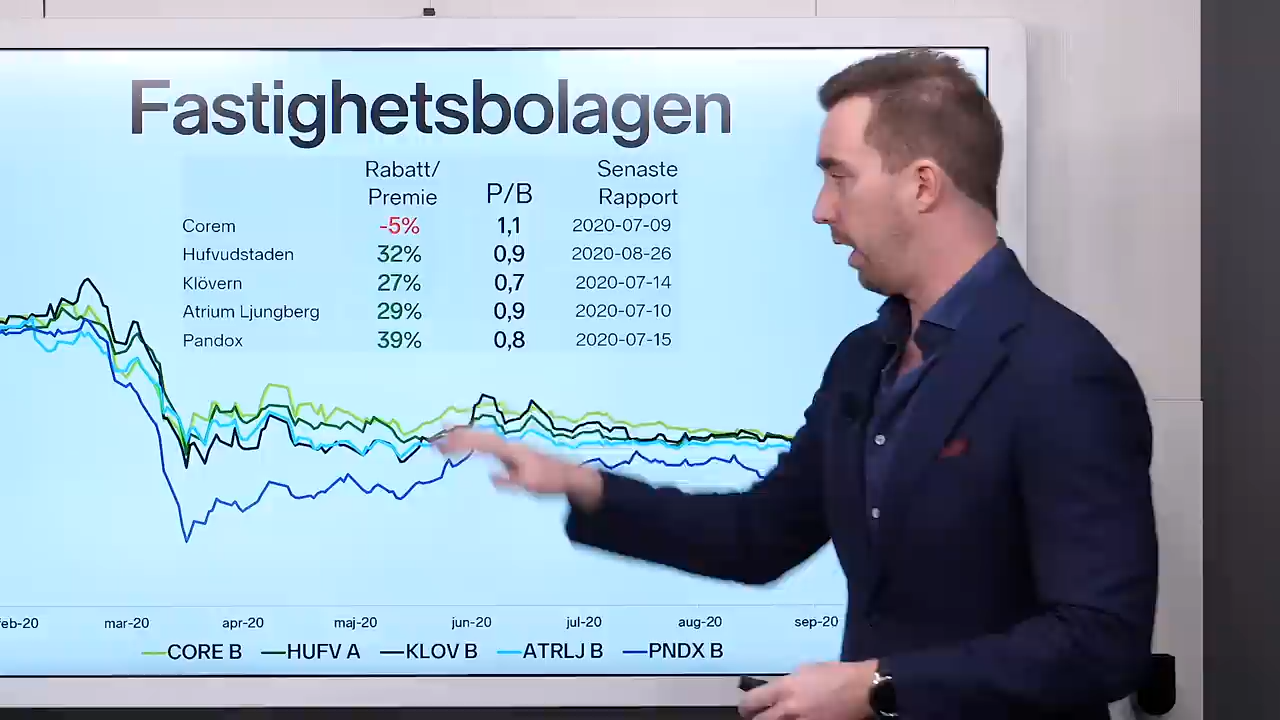 Fastighetsbolagen
Rabatt/ Premie P/B Senaste Rapport
Corem -5% 1,1 2020-07-09
Hufvudstaden 32% 0,9 2020-08-26
Klövern 27% 0,7 2020-07-14
Atrium Ljungberg 29% 0,9 2020-07-10
Pandox 39% 0,8 2020-07-15
feb-20 mar-20 apr-20 maj-20 jun-20 jul-20 aug-20 sep-20
CORE B HUFV A KLOV B ATRLJ B PNDX B